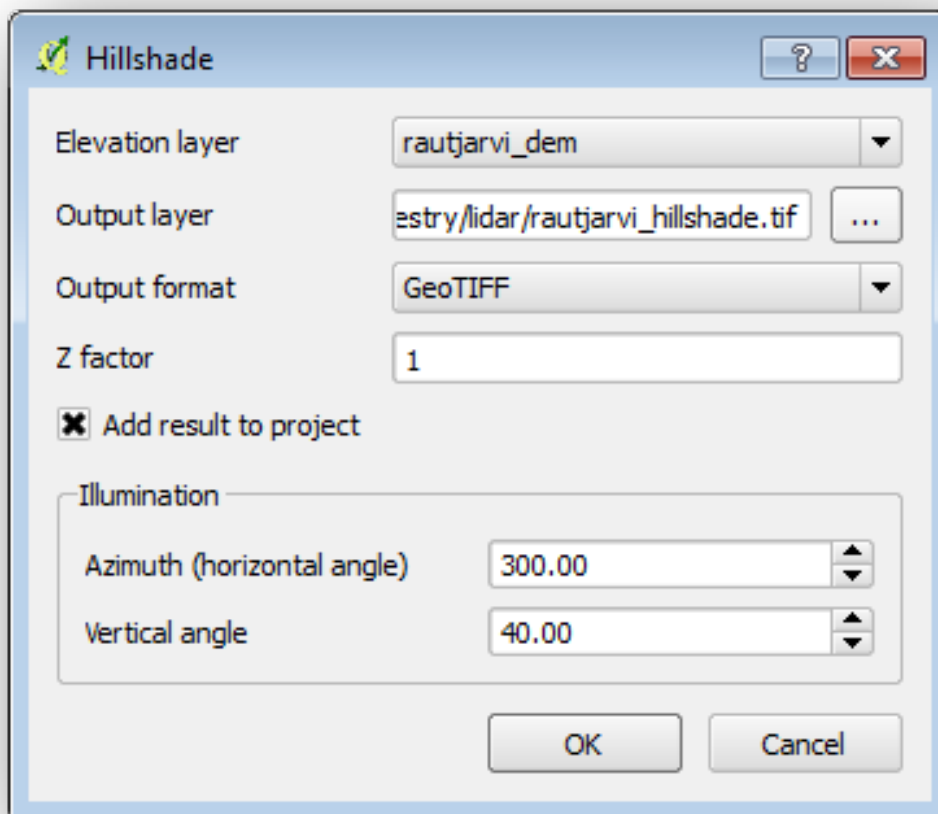 Hillshade
Elevation layer rautjarvi_dem
Output layer estry/lidar/rautjarvi_hillshade.tif ...
Output format GeoTIFF
Z factor 1
Add result to project
Illumination
Azimuth (horizontal angle) 300.00
Vertical angle 40.00
OK Cancel